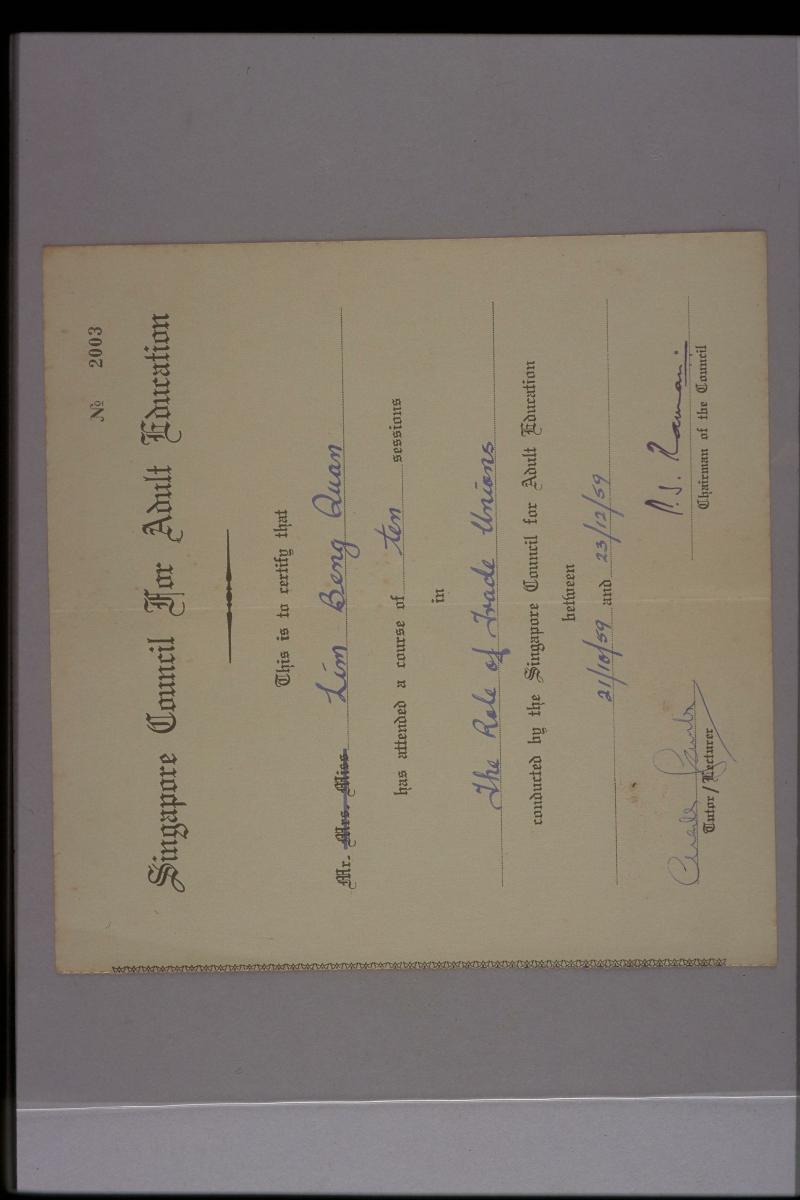 № 2003
Singapore Council For Adult Education
This is to certify that
Mr. Mrs. Miss Lim Beng Quan
has attended a course of ten sessions
in
The Role of Trade Unions
conducted by the Singapore Council for Adult Education
between
21/10/59 and 23/12/59
Tutor/Lecturer
P. S. Raman
Chairman of the Council